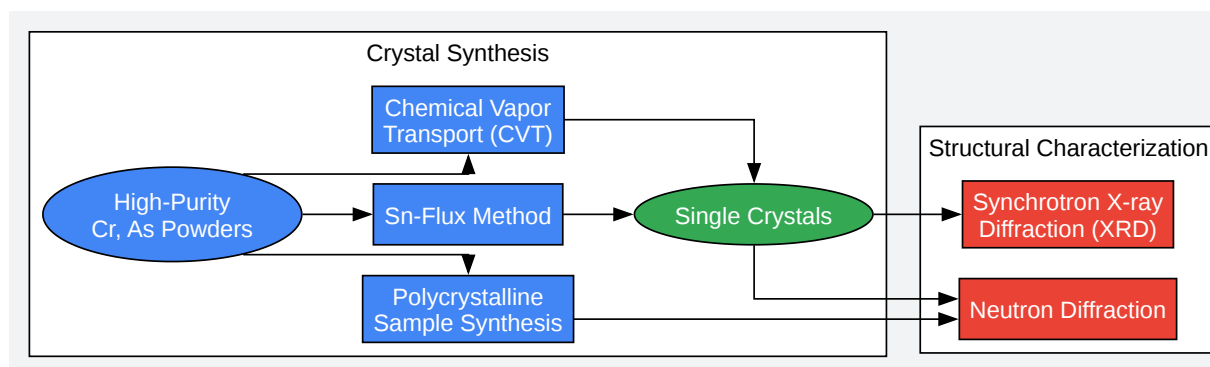 Crystal Synthesis
Chemical Vapor
Transport (CVT)
High-Purity
Cr, As Powders
Sn-Flux Method
Single Crystals
Polycrystalline
Sample Synthesis
Structural Characterization
Synchrotron X-ray
Diffraction (XRD)
Neutron Diffraction